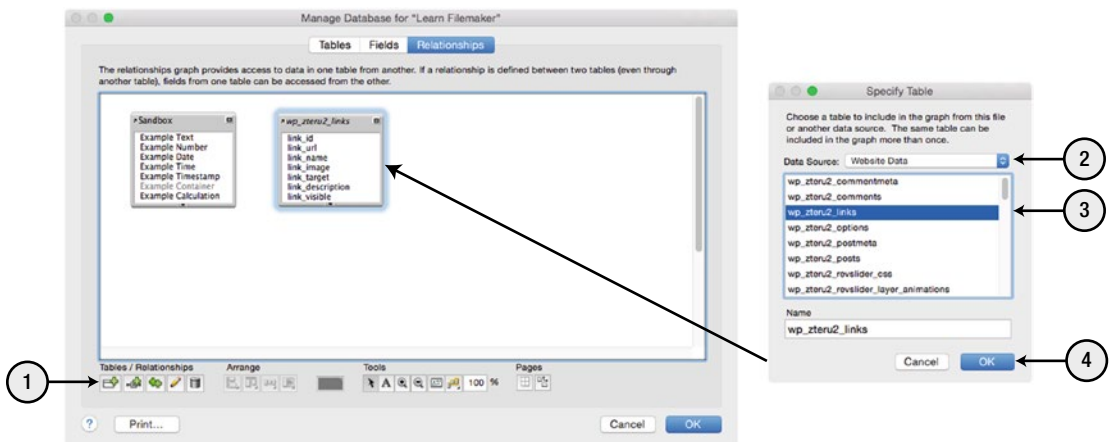 Manage Database for "Learn Filemaker"
Tables Fields Relationships
The relationships graph provides access to data in one table from another. If a relationship is defined between two tables (even through
another table), fields from one table can be accessed from the other.
Sandbox
Example Text
Example Number
Example Date
Example Time
Example Timestamp
Example Container
Example Calculation
wp_zteru2_links
link_id
link_url
link_name
link_image
link_target
link_description
link_visible
Tables / Relationships Arrange Tools Pages
A 100 %
? Print... Cancel OK
1
Specify Table
Choose a table to include in the graph from this file
or another data source. The same table can be
included in the graph more than once.
Data Source: Website Data
2
wp_zteru2_commentmeta
wp_zteru2_comments
wp_zteru2_links
3
wp_zteru2_options
wp_zteru2_postmeta
wp_zteru2_posts
wp_zteru2_revslider_css
wp_zteru2_revslider_layer_animations
Name
wp_zteru2_links
Cancel OK
4